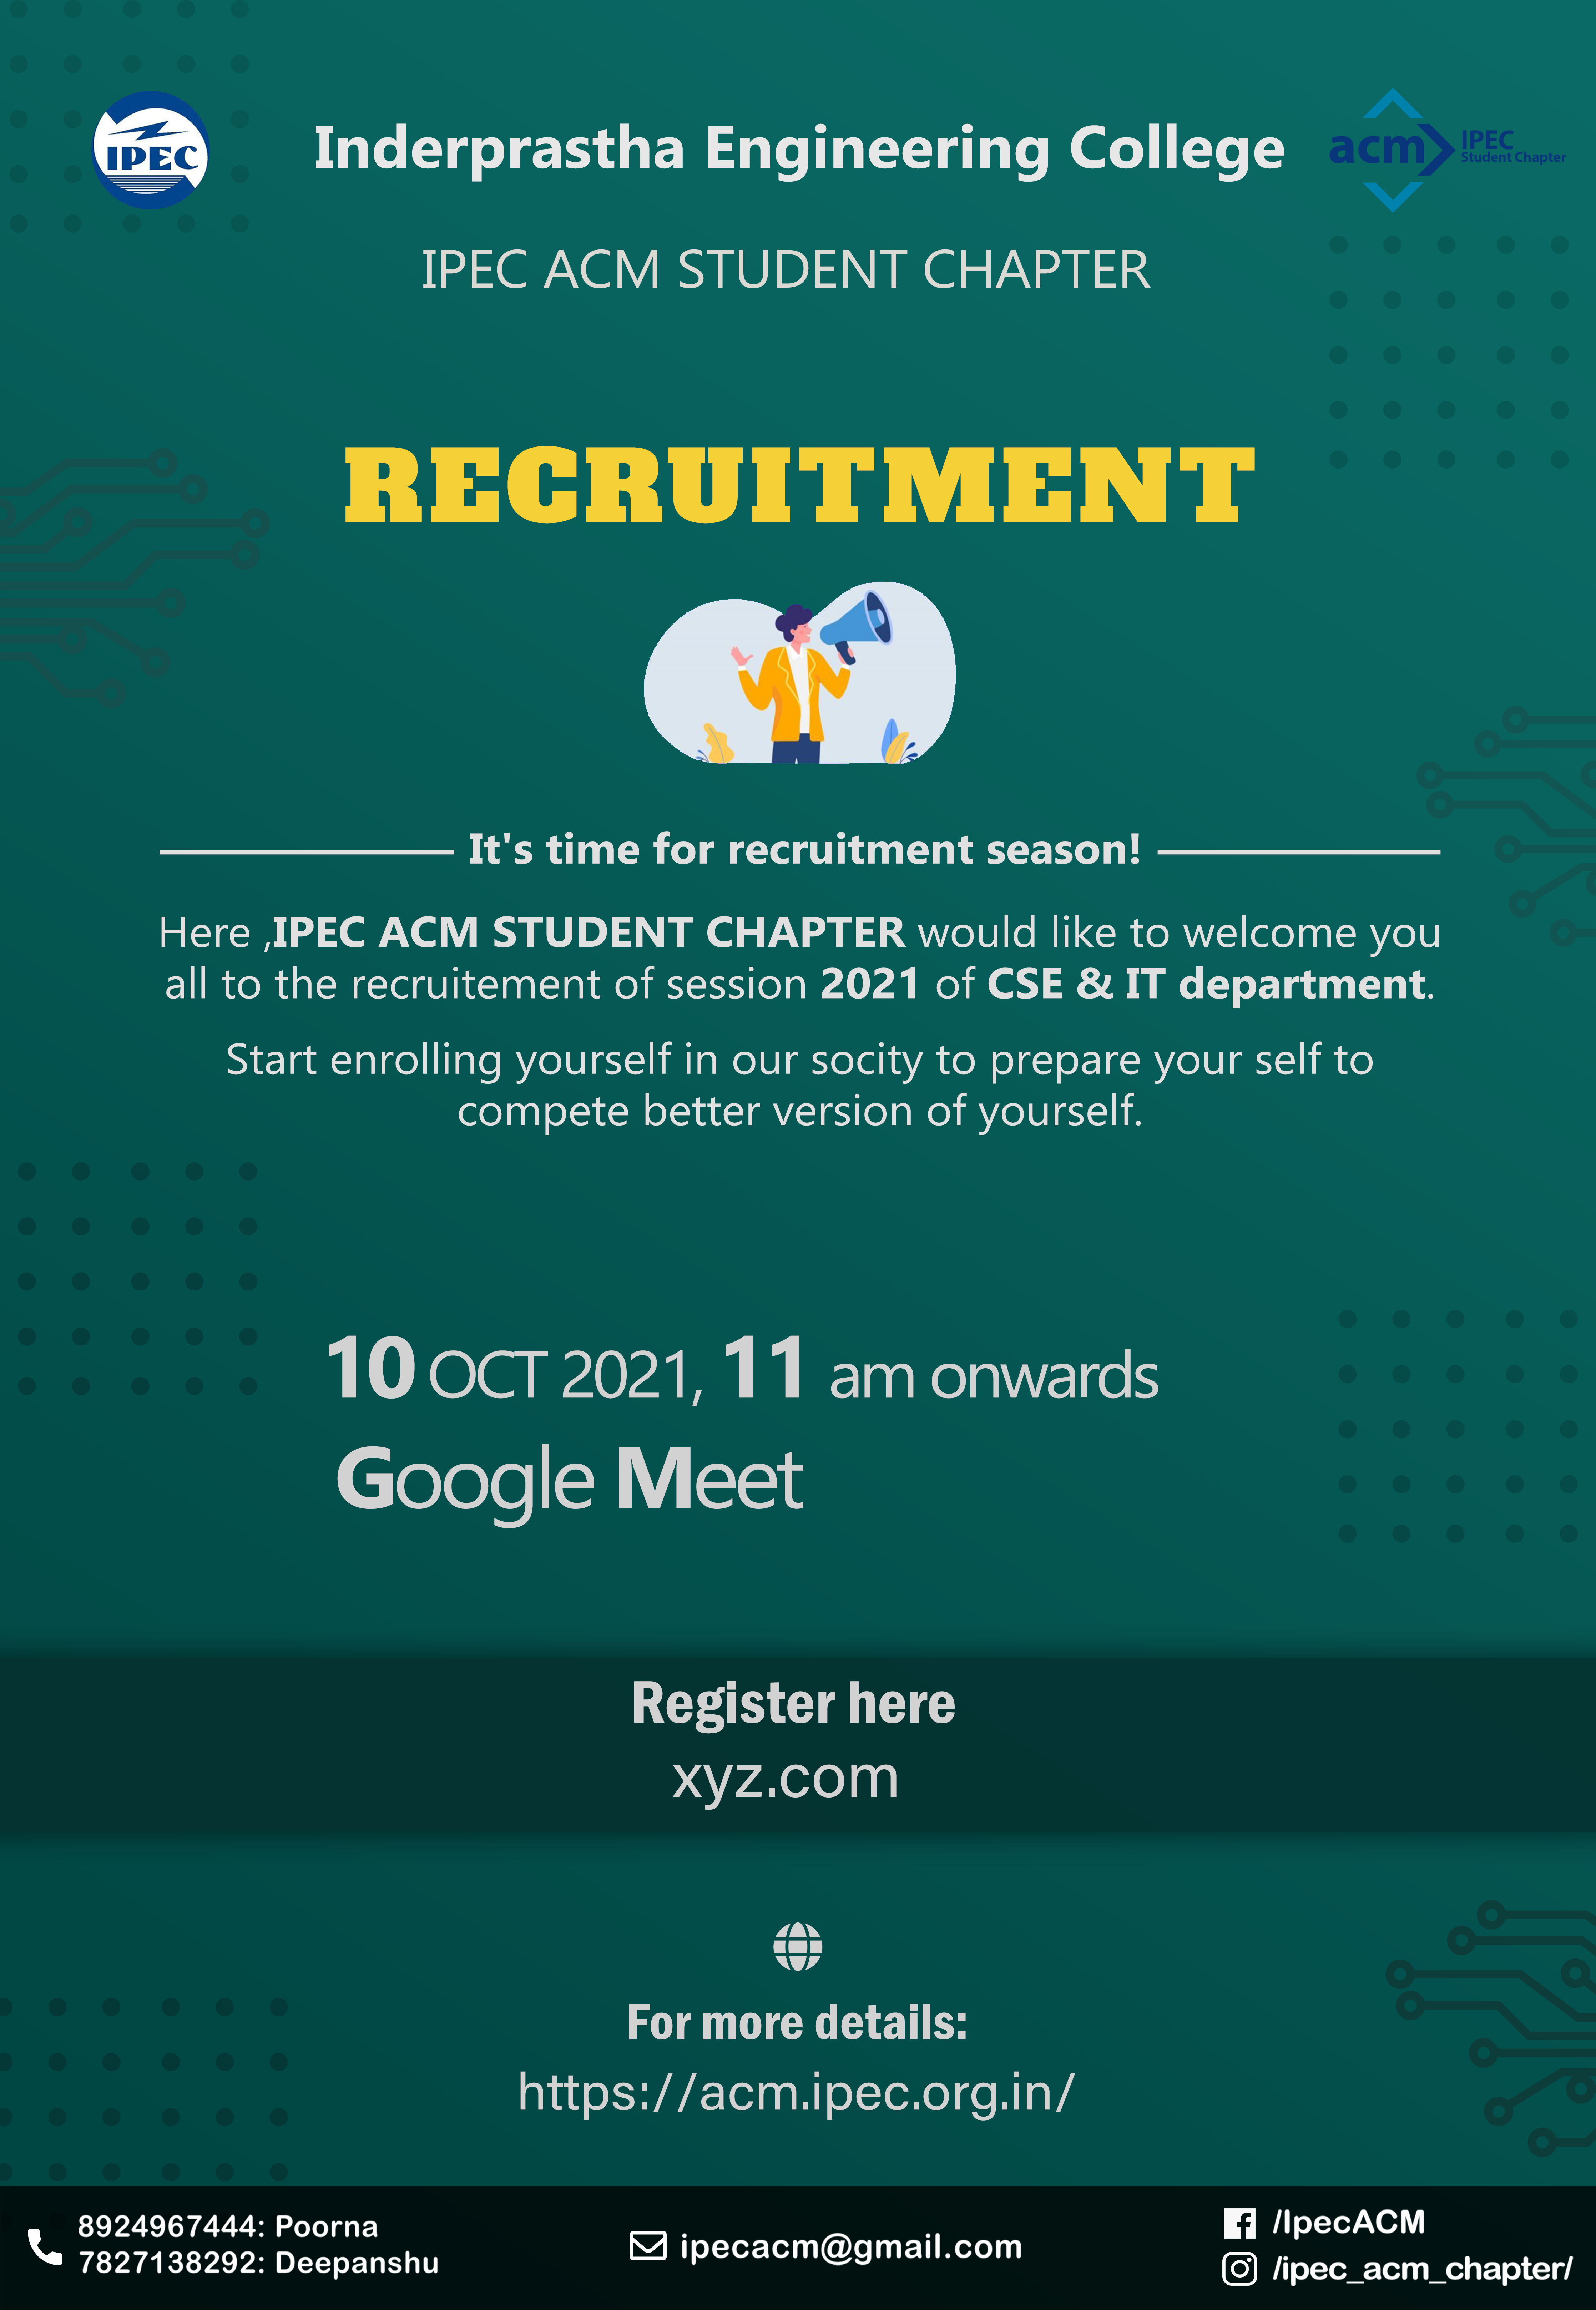 IPEC
Inderprastha Engineering College
acm IPEC
Student Chapter
IPEC ACM STUDENT CHAPTER
RECRUITMENT
It's time for recruitment season!
Here ,IPEC ACM STUDENT CHAPTER would like to welcome you
all to the recruitement of session 2021 of CSE & IT department.
Start enrolling yourself in our socity to prepare your self to
compete better version of yourself.
10 OCT 2021, 11 am onwards
Google Meet
Register here
xyz.com
For more details:
https://acm.ipec.org.in/
8924967444: Poorna
7827138292: Deepanshu
ipecacm@gmail.com
/IpecACM
/ipec_acm_chapter/